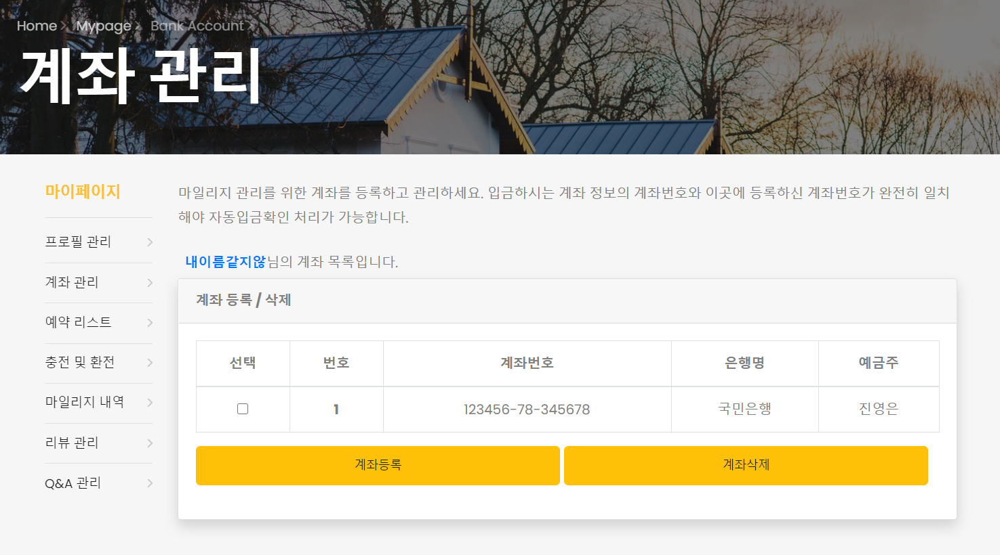 Home > Mypage > Bank Account >
계좌 관리
마이페이지
프로필 관리
계좌 관리
예약 리스트
충전 및 환전
마일리지 내역
리뷰 관리
Q&A 관리
마일리지 관리를 위한 계좌를 등록하고 관리하세요. 입금하시는 계좌 정보의 계좌번호와 이곳에 등록하신 계좌번호가 완전히 일치
해야 자동입금확인 처리가 가능합니다.
내이름같지않님의 계좌 목록입니다.
계좌 등록 / 삭제
선택 번호 계좌번호 은행명 예금주
1 123456-78-345678 국민은행 진영은
계좌등록 계좌삭제